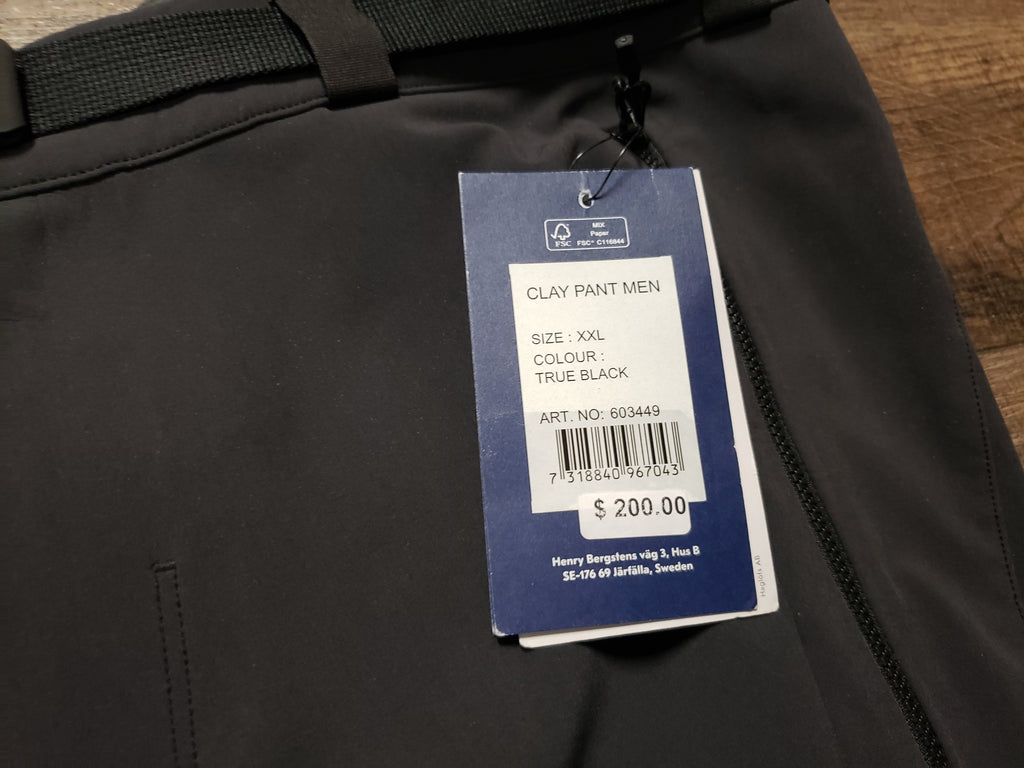 MIX
Paper
FSC FSC® C116844
CLAY PANT MEN
SIZE : XXL
COLOUR :
TRUE BLACK
ART. NO: 603449
7 318840 967043
$ 200.00
Henry Bergstens väg 3, Hus B
SE-176 69 Järfälla, Sweden
Haglöfs AB